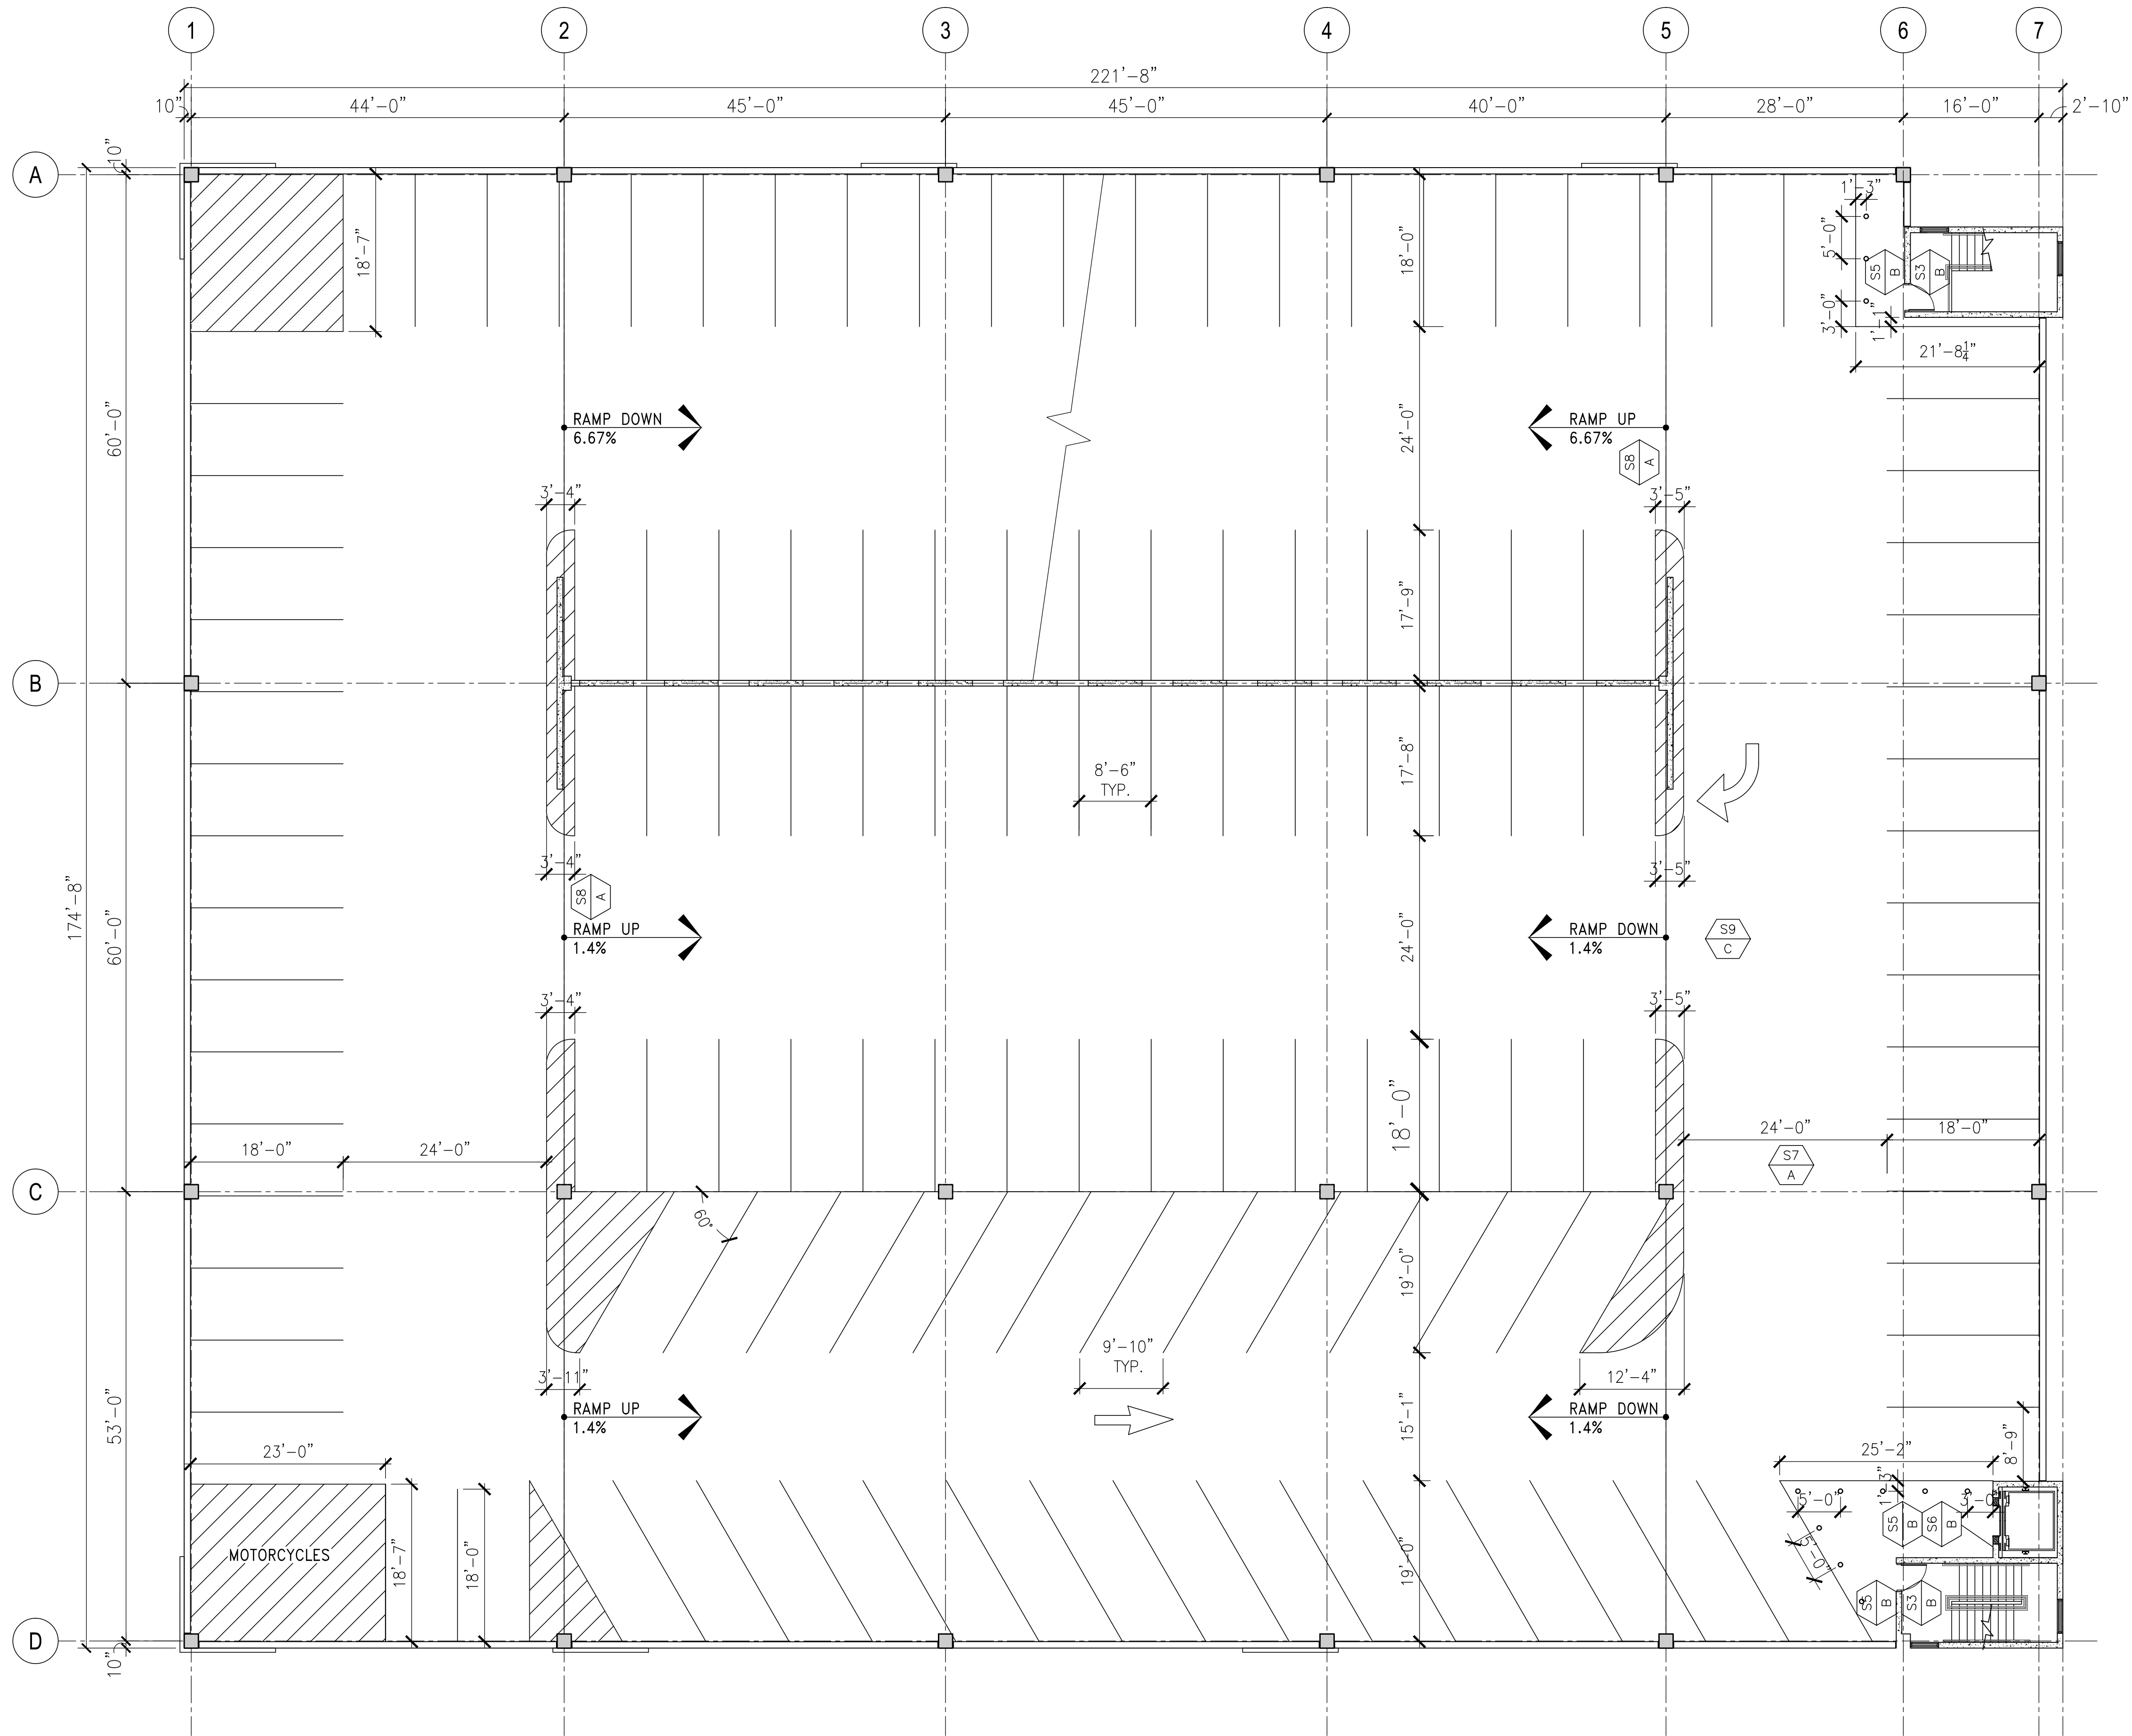 1
2
3
4
5
6
7
221'-8"
10"
44'-0"
45'-0"
45'-0"
40'-0"
28'-0"
16'-0"
2'-10"
10"
A
18'-7"
18'-0"
1'-3"
5'-0"
S5
B
S3
B
3'-0"
1'-1"
21'-8¼"
60'-0"
RAMP DOWN
6.67%
24'-0"
RAMP UP
6.67%
S8
A
3'-4"
3'-5"
17'-9"
B
17'-8"
8'-6"
TYP.
3'-4"
3'-5"
S8
A
174'-8"
60'-0"
RAMP UP
1.4%
24'-0"
RAMP DOWN
1.4%
S9
C
3'-4"
3'-5"
18'-0"
18'-0"
24'-0"
24'-0"
18'-0"
S7
A
C
60°
19'-0"
9'-10"
TYP.
3'-11"
12'-4"
53'-0"
RAMP UP
1.4%
15'-1"
RAMP DOWN
1.4%
23'-0"
25'-2"
8'-9"
1'-3"
5'-0"
3'-0"
S5
B
S6
B
MOTORCYCLES
18'-7"
18'-0"
19'-0"
5'-0"
S5
B
S3
B
D
10"